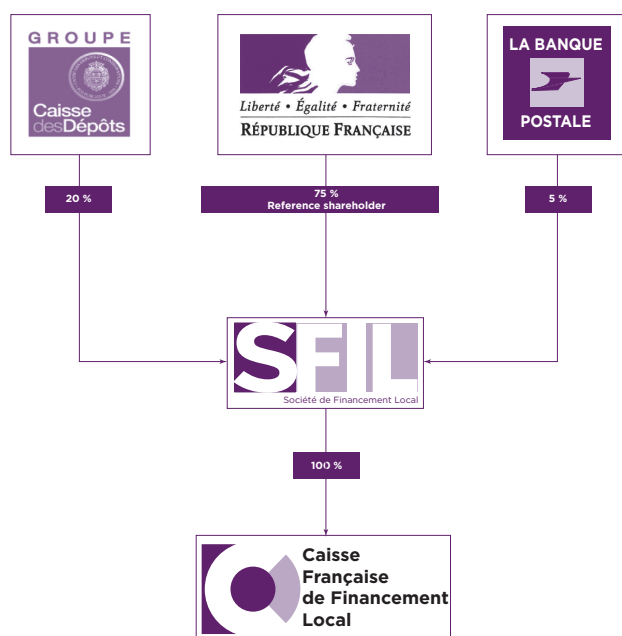 GROUPE
Caisse
desDépôts
Liberté • Égalité • Fraternité
RÉPUBLIQUE FRANÇAISE
LA BANQUE
POSTALE
20 %
75 %
Reference shareholder
5 %
SFIL
Société de Financement Local
100 %
Caisse
Française
de Financement
Local